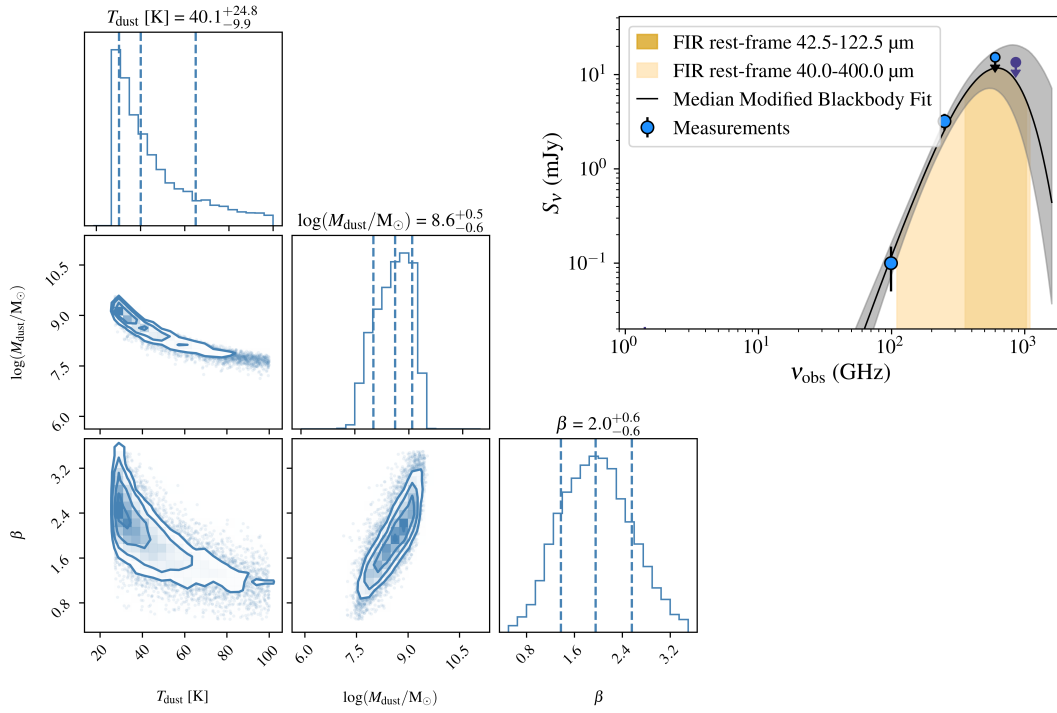 T_dust [K] = 40.1^{+24.8}_{−9.9}
log(M_dust/M_⊙)
10.5
9.0
7.5
6.0
log(M_dust/M_⊙) = 8.6^{+0.5}_{−0.6}
β
3.2
2.4
1.6
0.8
20
40
60
80
100
T_dust [K]
6.0
7.5
9.0
10.5
log(M_dust/M_⊙)
β = 2.0^{+0.6}_{−0.6}
0.8
1.6
2.4
3.2
β
FIR rest-frame 42.5-122.5 μm
FIR rest-frame 40.0-400.0 μm
Median Modified Blackbody Fit
Measurements
S_ν (mJy)
10^1
10^0
10^{−1}
10^0
10^1
10^2
10^3
ν_obs (GHz)